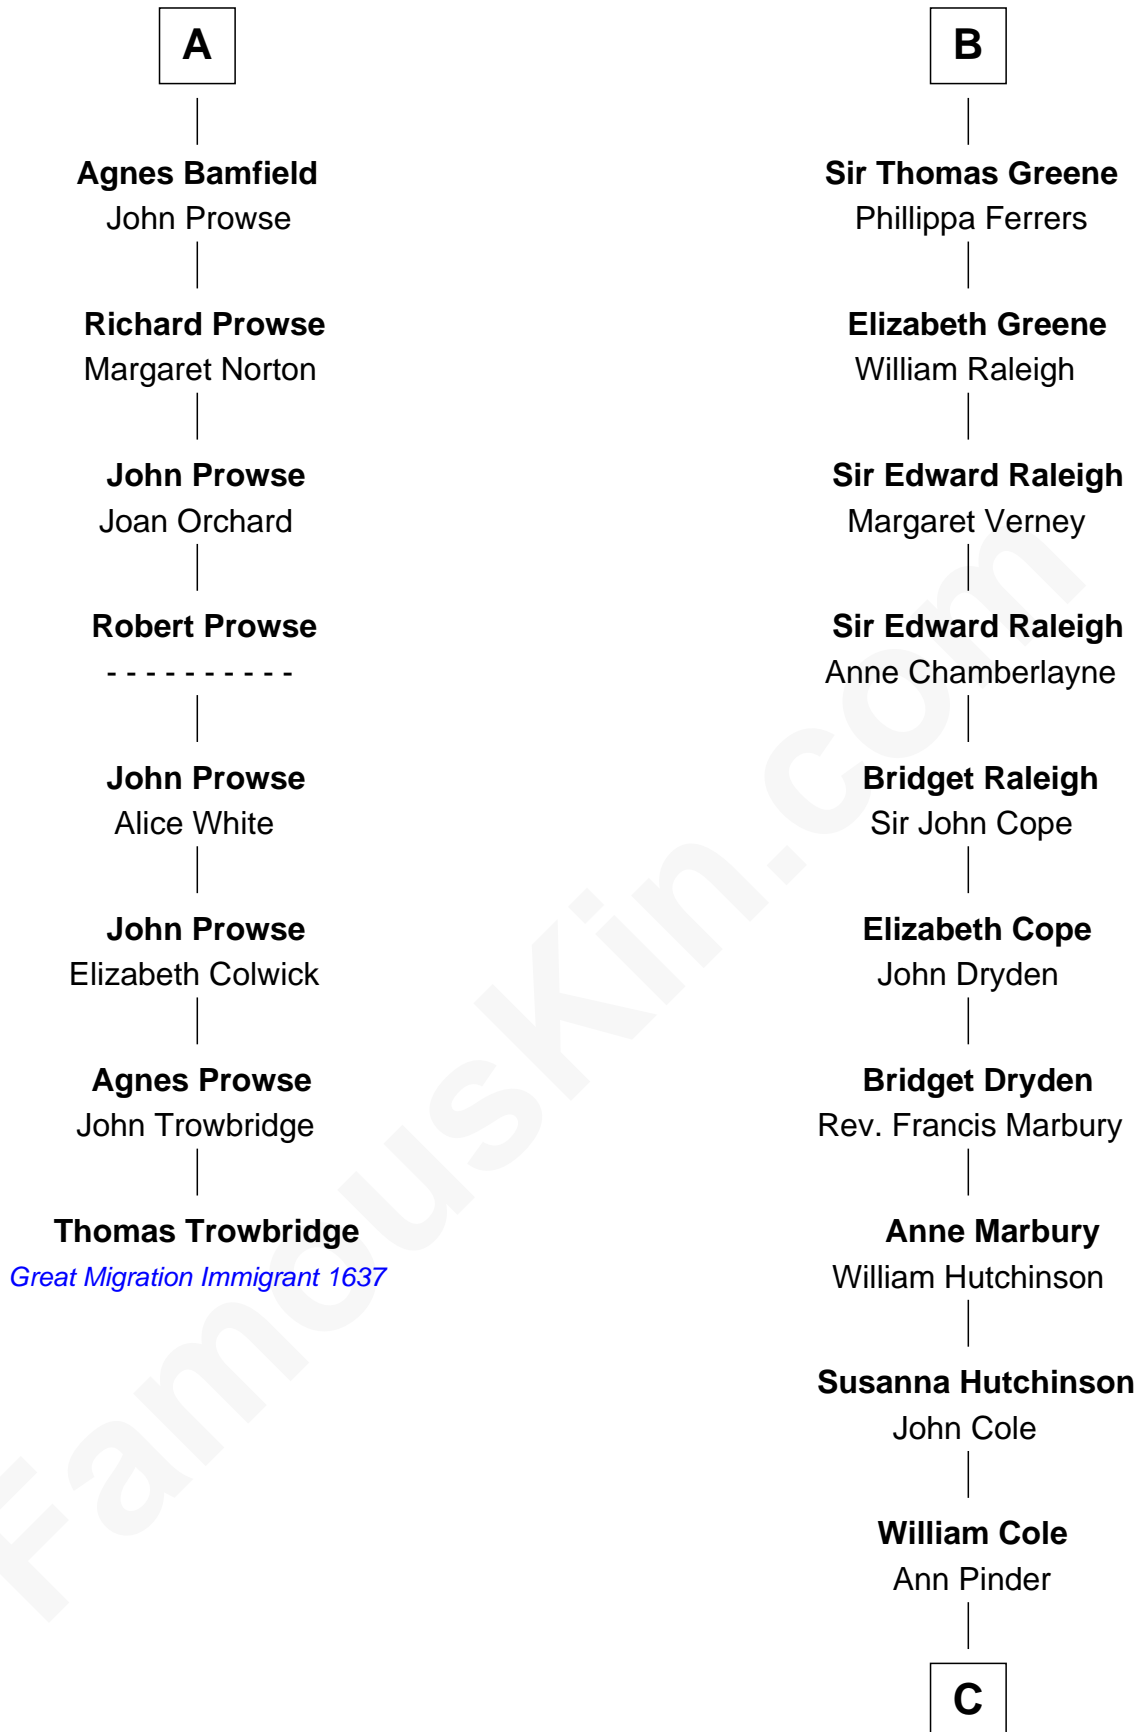 A
Agnes Bamfield
John Prowse
Richard Prowse
Margaret Norton
John Prowse
Joan Orchard
Robert Prowse
- - - - - - - - - -
John Prowse
Alice White
John Prowse
Elizabeth Colwick
Agnes Prowse
John Trowbridge
Thomas Trowbridge
Great Migration Immigrant 1637
B
Sir Thomas Greene
Phillippa Ferrers
Elizabeth Greene
William Raleigh
Sir Edward Raleigh
Margaret Verney
Sir Edward Raleigh
Anne Chamberlayne
Bridget Raleigh
Sir John Cope
Elizabeth Cope
John Dryden
Bridget Dryden
Rev. Francis Marbury
Anne Marbury
William Hutchinson
Susanna Hutchinson
John Cole
William Cole
Ann Pinder
C
FamousKin.com